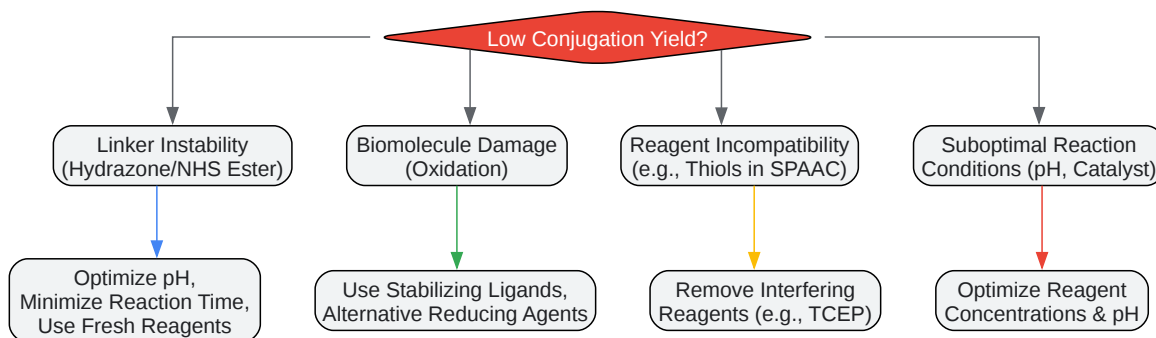 Low Conjugation Yield?
Linker Instability
(Hydrazone/NHS Ester)
Biomolecule Damage
(Oxidation)
Reagent Incompatibility
(e.g., Thiols in SPAAC)
Suboptimal Reaction
Conditions (pH, Catalyst)
Optimize pH,
Minimize Reaction Time,
Use Fresh Reagents
Use Stabilizing Ligands,
Alternative Reducing Agents
Remove Interfering
Reagents (e.g., TCEP)
Optimize Reagent
Concentrations & pH